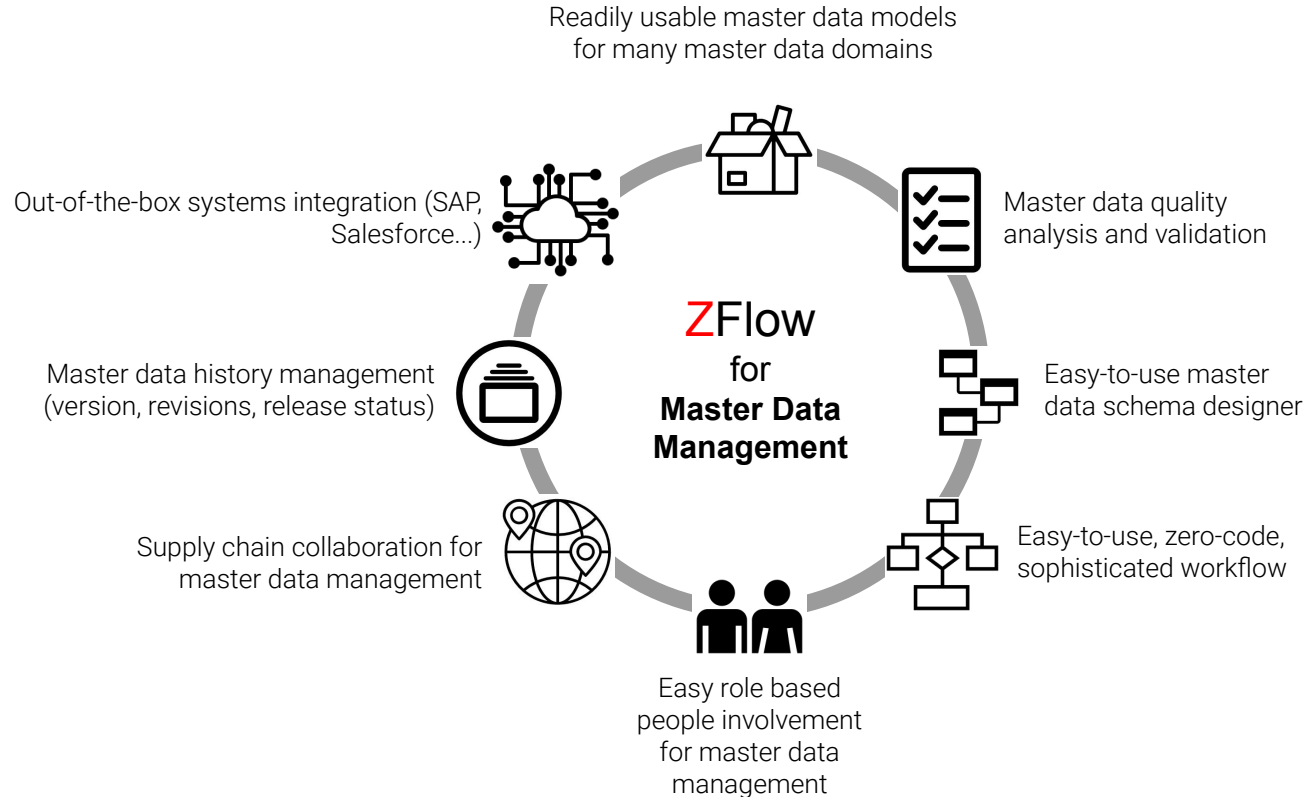 Readily usable master data models
for many master data domains
Out-of-the-box systems integration (SAP,
Salesforce...)
Master data quality
analysis and validation
ZFlow
for
Master Data
Management
Master data history management
(version, revisions, release status)
Easy-to-use master
data schema designer
Supply chain collaboration for
master data management
Easy-to-use, zero-code,
sophisticated workflow
Easy role based
people involvement
for master data
management